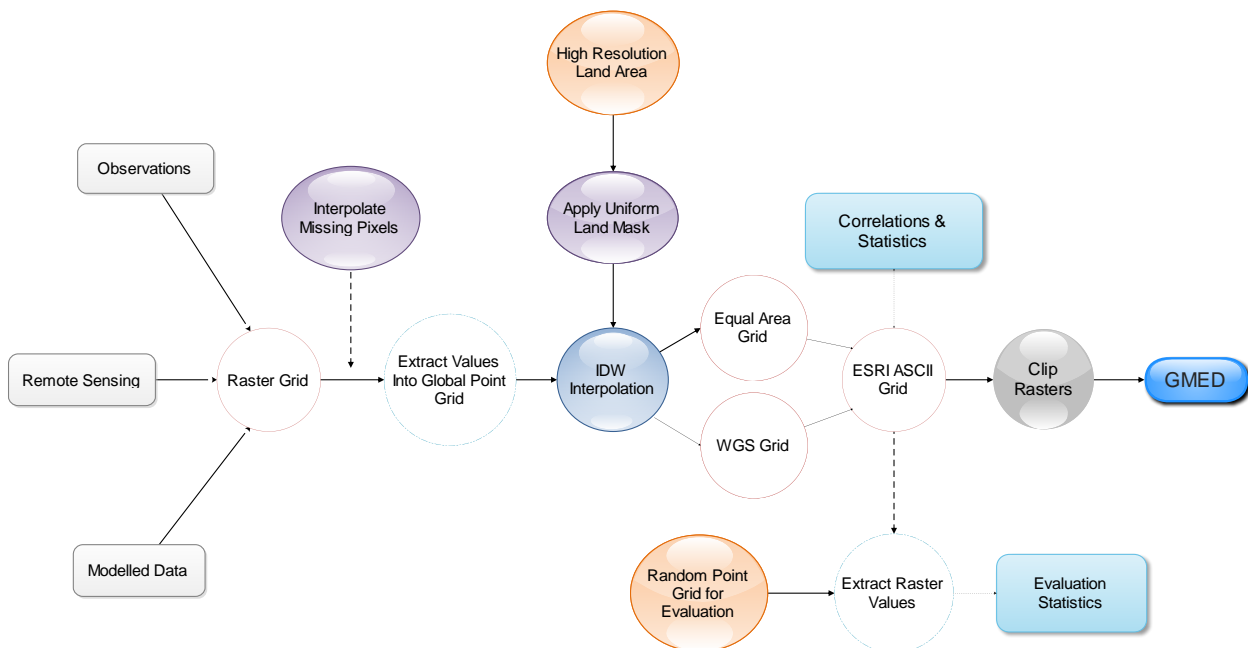 High Resolution
Land Area
Observations
Interpolate
Missing Pixels
Apply Uniform
Land Mask
Correlations &
Statistics
Remote Sensing
Raster Grid
Extract Values
Into Global Point
Grid
IDW
Interpolation
Equal Area
Grid
WGS Grid
ESRI ASCII
Grid
Clip
Rasters
GMED
Modelled Data
Random Point
Grid for
Evaluation
Extract Raster
Values
Evaluation
Statistics